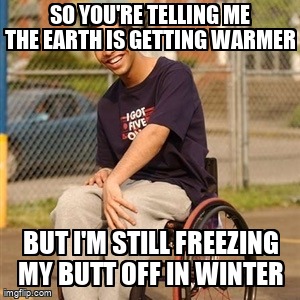 SO YOU'RE TELLING ME
THE EARTH IS GETTING WARMER
I GOT
FIVE
BUT I'M STILL FREEZING
MY BUTT OFF IN WINTER
imgflip.com